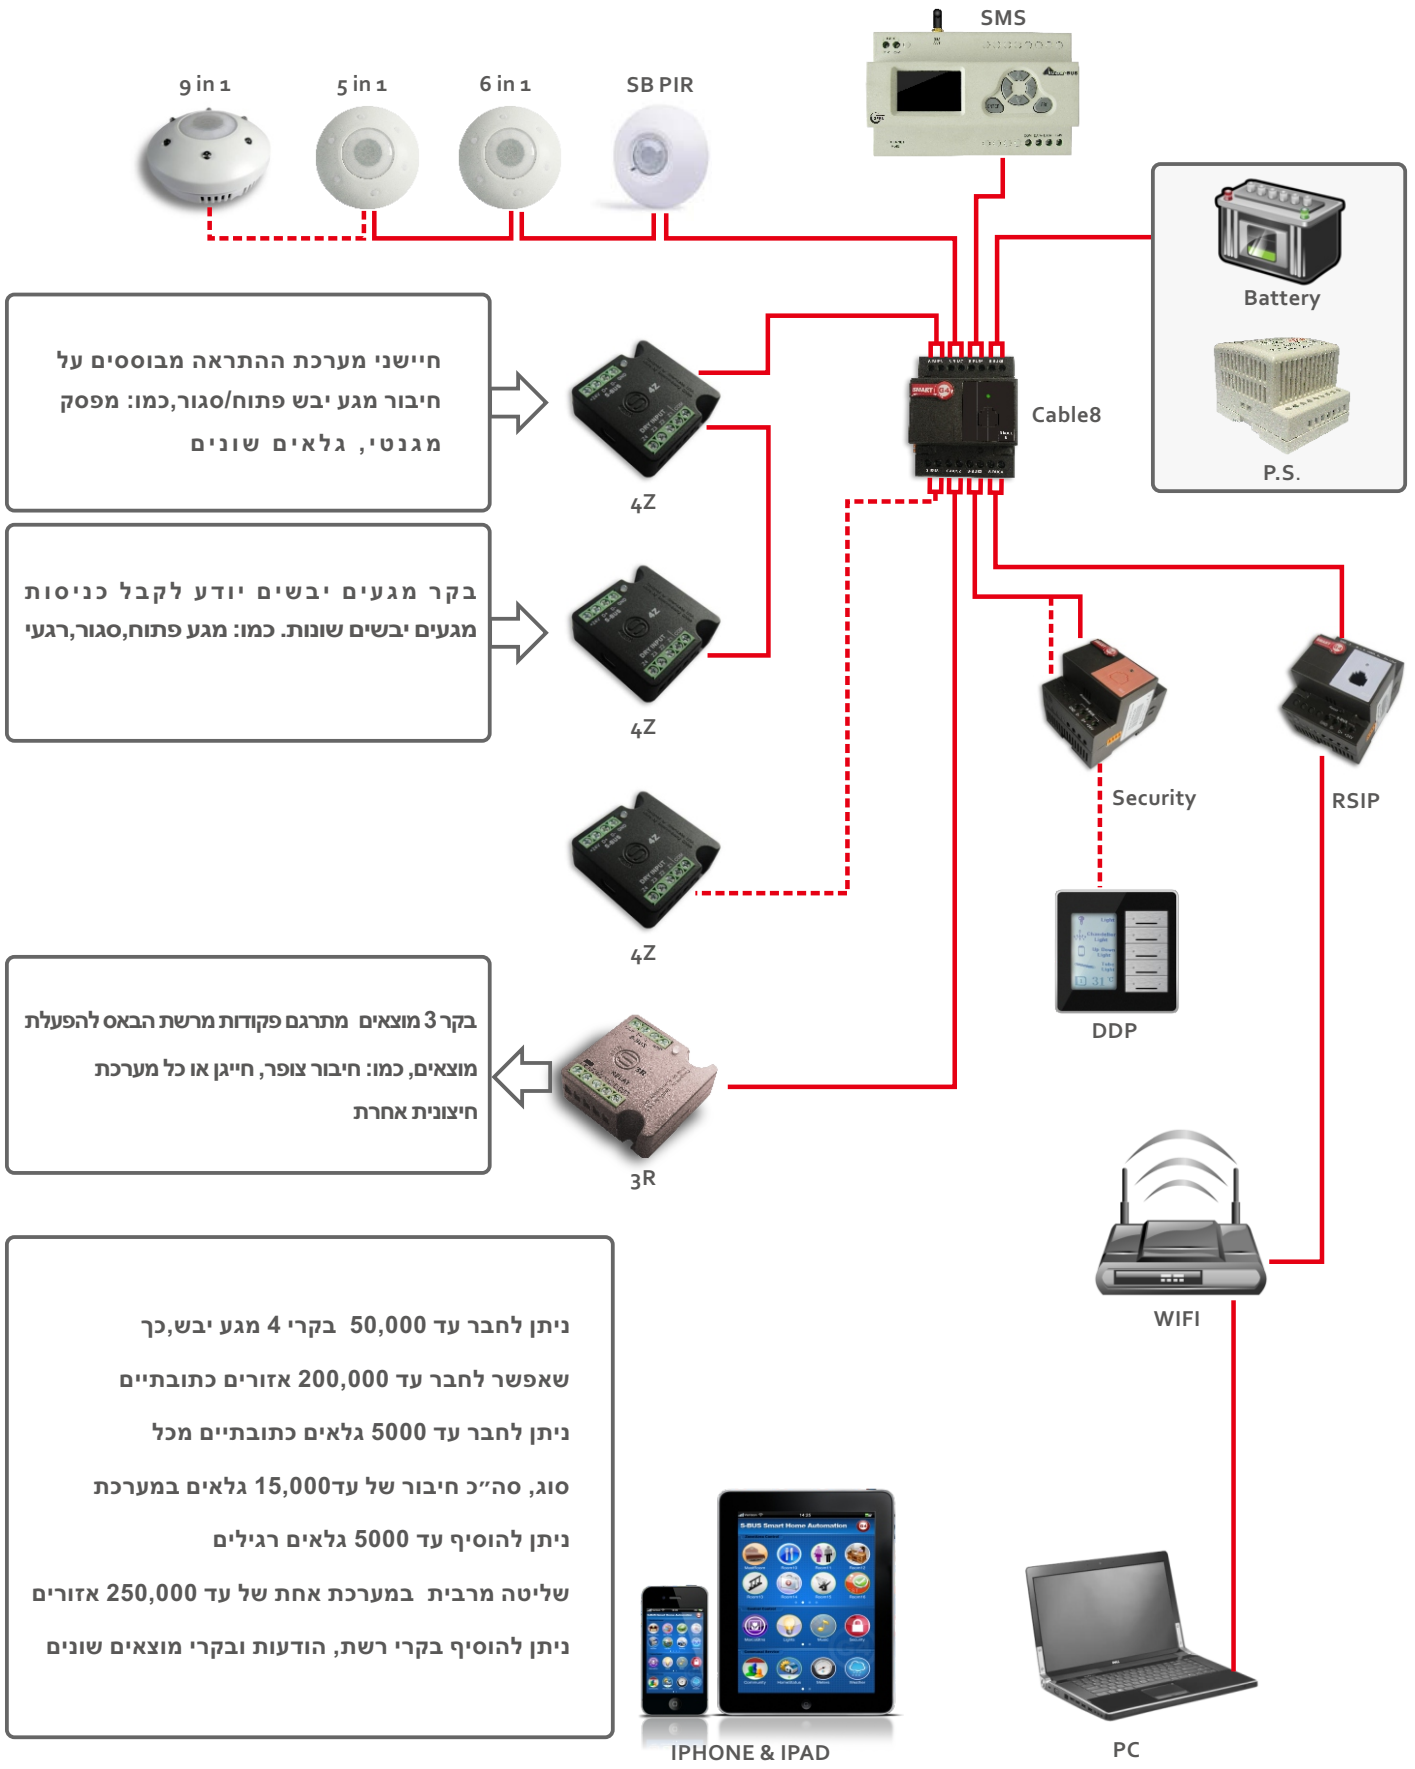 SMS
9 in 1
5 in 1
6 in 1
SB PIR
Battery
P.S.
Cable8
חיישני מערכת ההתראה מבוססים על
חיבור מגע יבש פתוח/סגור,כמו: מפסק
מגנטי, גלאים שונים
4Z
בקר מגעים יבשים יודע לקבל כניסות
מגעים יבשים שונות. כמו: מגע פתוח,סגור,רגעי
4Z
Security
RSIP
4Z
DDP
בקר 3 מוצאים מתרגם פקודות מרשת הבאס להפעלת
מוצאים, כמו: חיבור צופר, חייגן או כל מערכת
חיצונית אחרת
3R
WIFI
ניתן לחבר עד 50,000 בקרי 4 מגע יבש,כך
שאפשר לחבר עד 200,000 אזורים כתובתיים
ניתן לחבר עד 5000 גלאים כתובתיים מכל
סוג, סה״כ חיבור של עד15,000 גלאים במערכת
ניתן להוסיף עד 5000 גלאים רגילים
שליטה מרבית במערכת אחת של עד 250,000 אזורים
ניתן להוסיף בקרי רשת, הודעות ובקרי מוצאים שונים
S-BUS Smart Home Automation
IPHONE & IPAD
PC